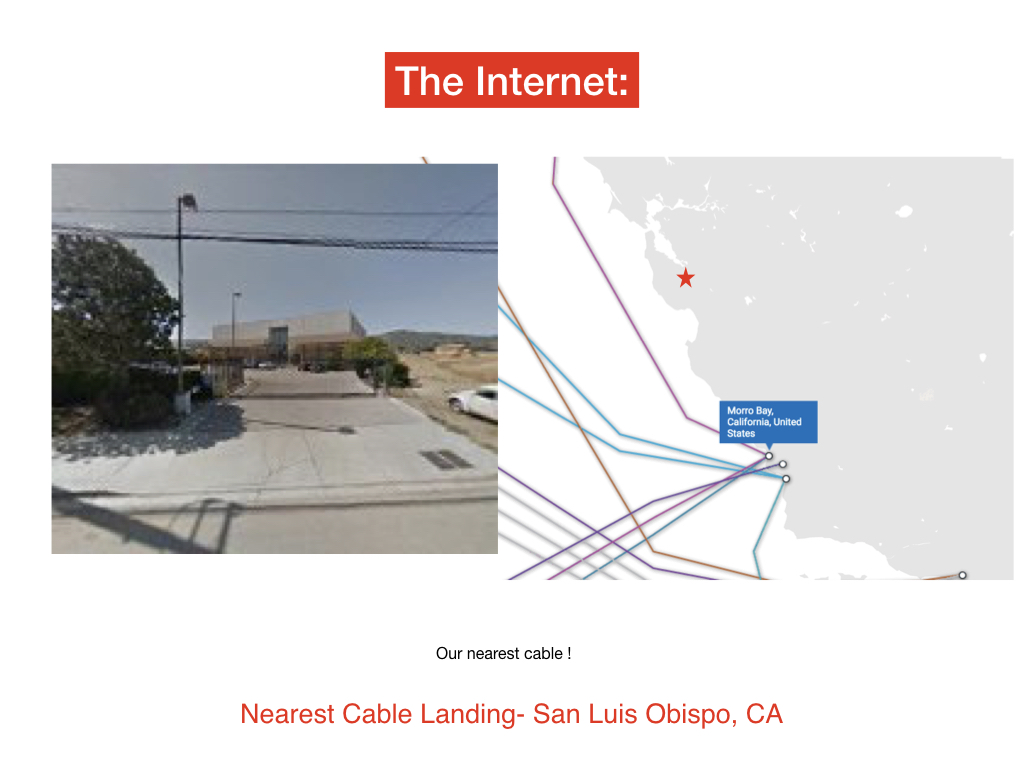 The Internet:
Morro Bay,
California, United
States
Our nearest cable !
Nearest Cable Landing- San Luis Obispo, CA